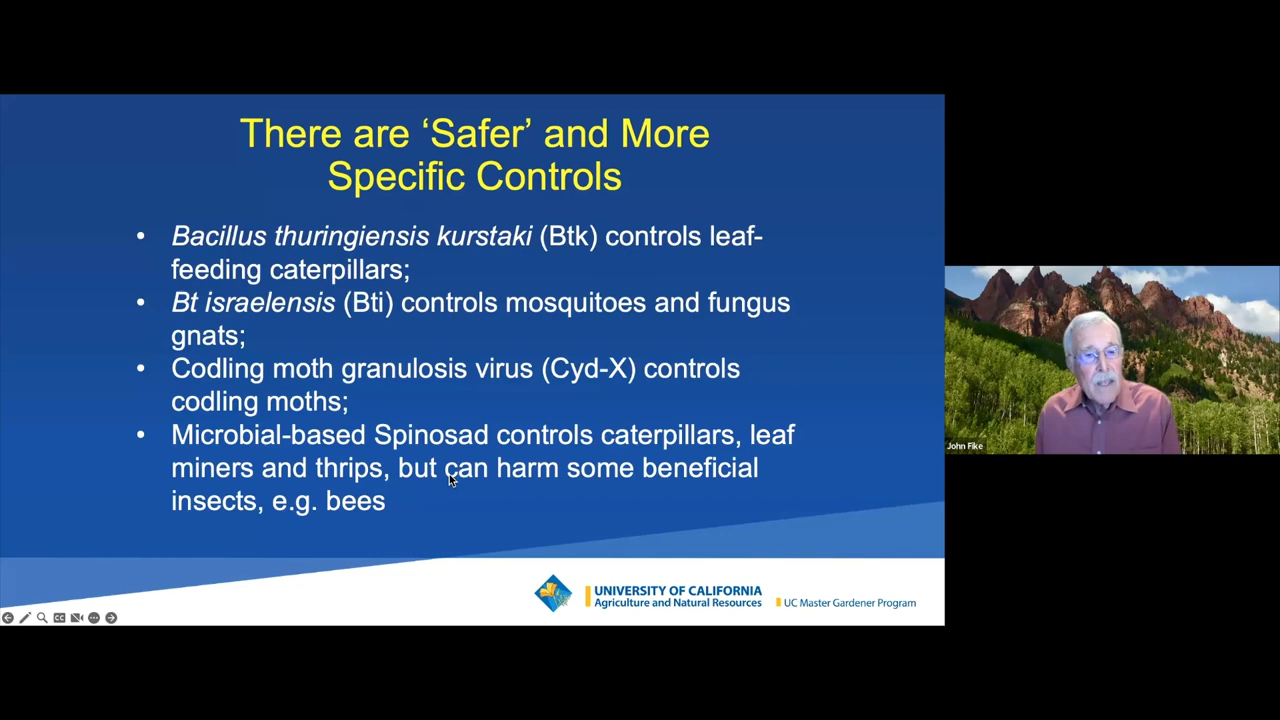 There are ‘Safer’ and More
Specific Controls
• Bacillus thuringiensis kurstaki (Btk) controls leaf-
feeding caterpillars;
• Bt israelensis (Bti) controls mosquitoes and fungus
gnats;
• Codling moth granulosis virus (Cyd-X) controls
codling moths;
• Microbial-based Spinosad controls caterpillars, leaf
miners and thrips, but can harm some beneficial
insects, e.g. bees
John Fike
UNIVERSITY OF CALIFORNIA
Agriculture and Natural Resources
UC Master Gardener Program